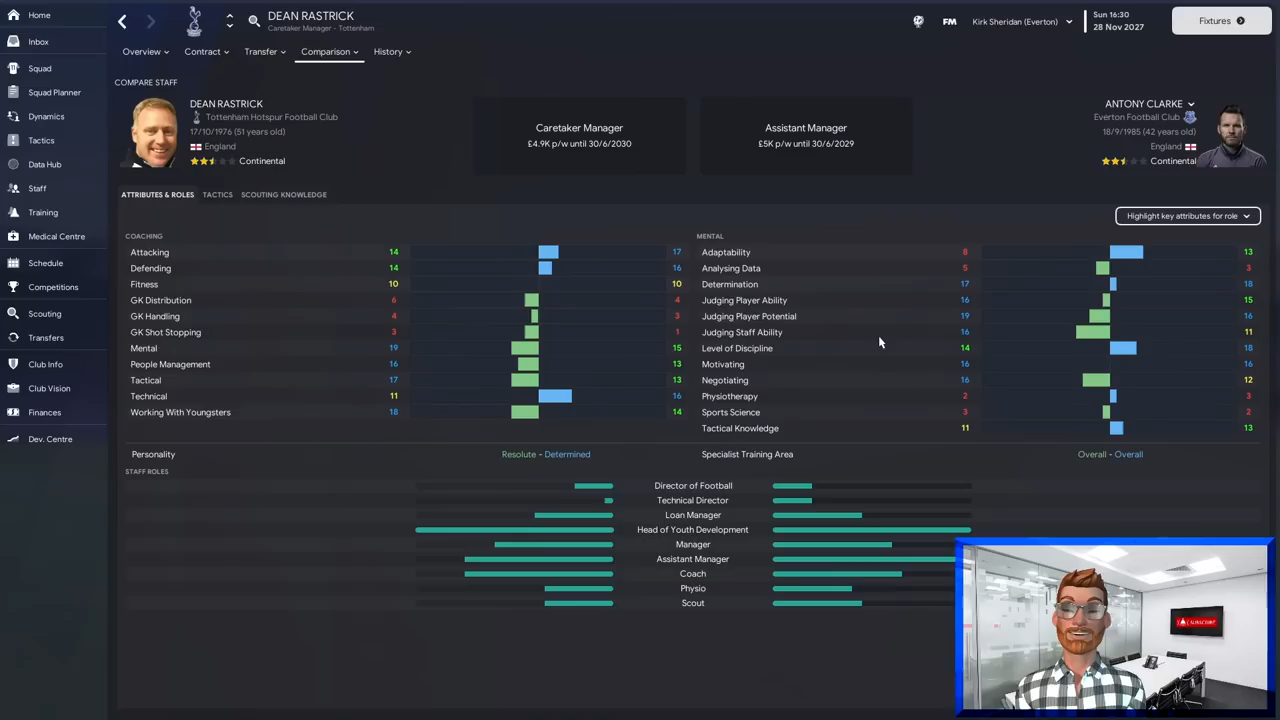 Home
Inbox
Squad
Squad Planner
Dynamics
Tactics
Data Hub
Staff
Training
Medical Centre
Schedule
Competitions
Scouting
Transfers
Club Info
Club Vision
Finances
Dev. Centre
DEAN RASTRICK
Caretaker Manager - Tottenham
FM
Kirk Sheridan (Everton)
Sun 16:30
28 Nov 2027
Fixtures
Overview Contract Transfer Comparison History
COMPARE STAFF
DEAN RASTRICK
Tottenham Hotspur Football Club
17/10/1976 (51 years old)
England
Continental
Caretaker Manager
£4.9K p/w until 30/6/2030
Assistant Manager
£5K p/w until 30/6/2029
ANTONY CLARKE
Everton Football Club
18/9/1985 (42 years old)
England
Continental
ATTRIBUTES & ROLES TACTICS SCOUTING KNOWLEDGE
Highlight key attributes for role
COACHING
Attacking 14 17
Defending 14 16
Fitness 10 10
GK Distribution 6 4
GK Handling 4 3
GK Shot Stopping 3 1
Mental 19 15
People Management 16 13
Tactical 17 13
Technical 11 16
Working With Youngsters 18 14
MENTAL
Adaptability 8 13
Analysing Data 5 3
Determination 17 18
Judging Player Ability 16 15
Judging Player Potential 19 16
Judging Staff Ability 16 11
Level of Discipline 14 18
Motivating 16 16
Negotiating 16 12
Physiotherapy 2 3
Sports Science 3 2
Tactical Knowledge 11 13
Personality Resolute - Determined
Specialist Training Area Overall - Overall
STAFF ROLES
Director of Football
Technical Director
Loan Manager
Head of Youth Development
Manager
Assistant Manager
Coach
Physio
Scout
SUBSCRIBE